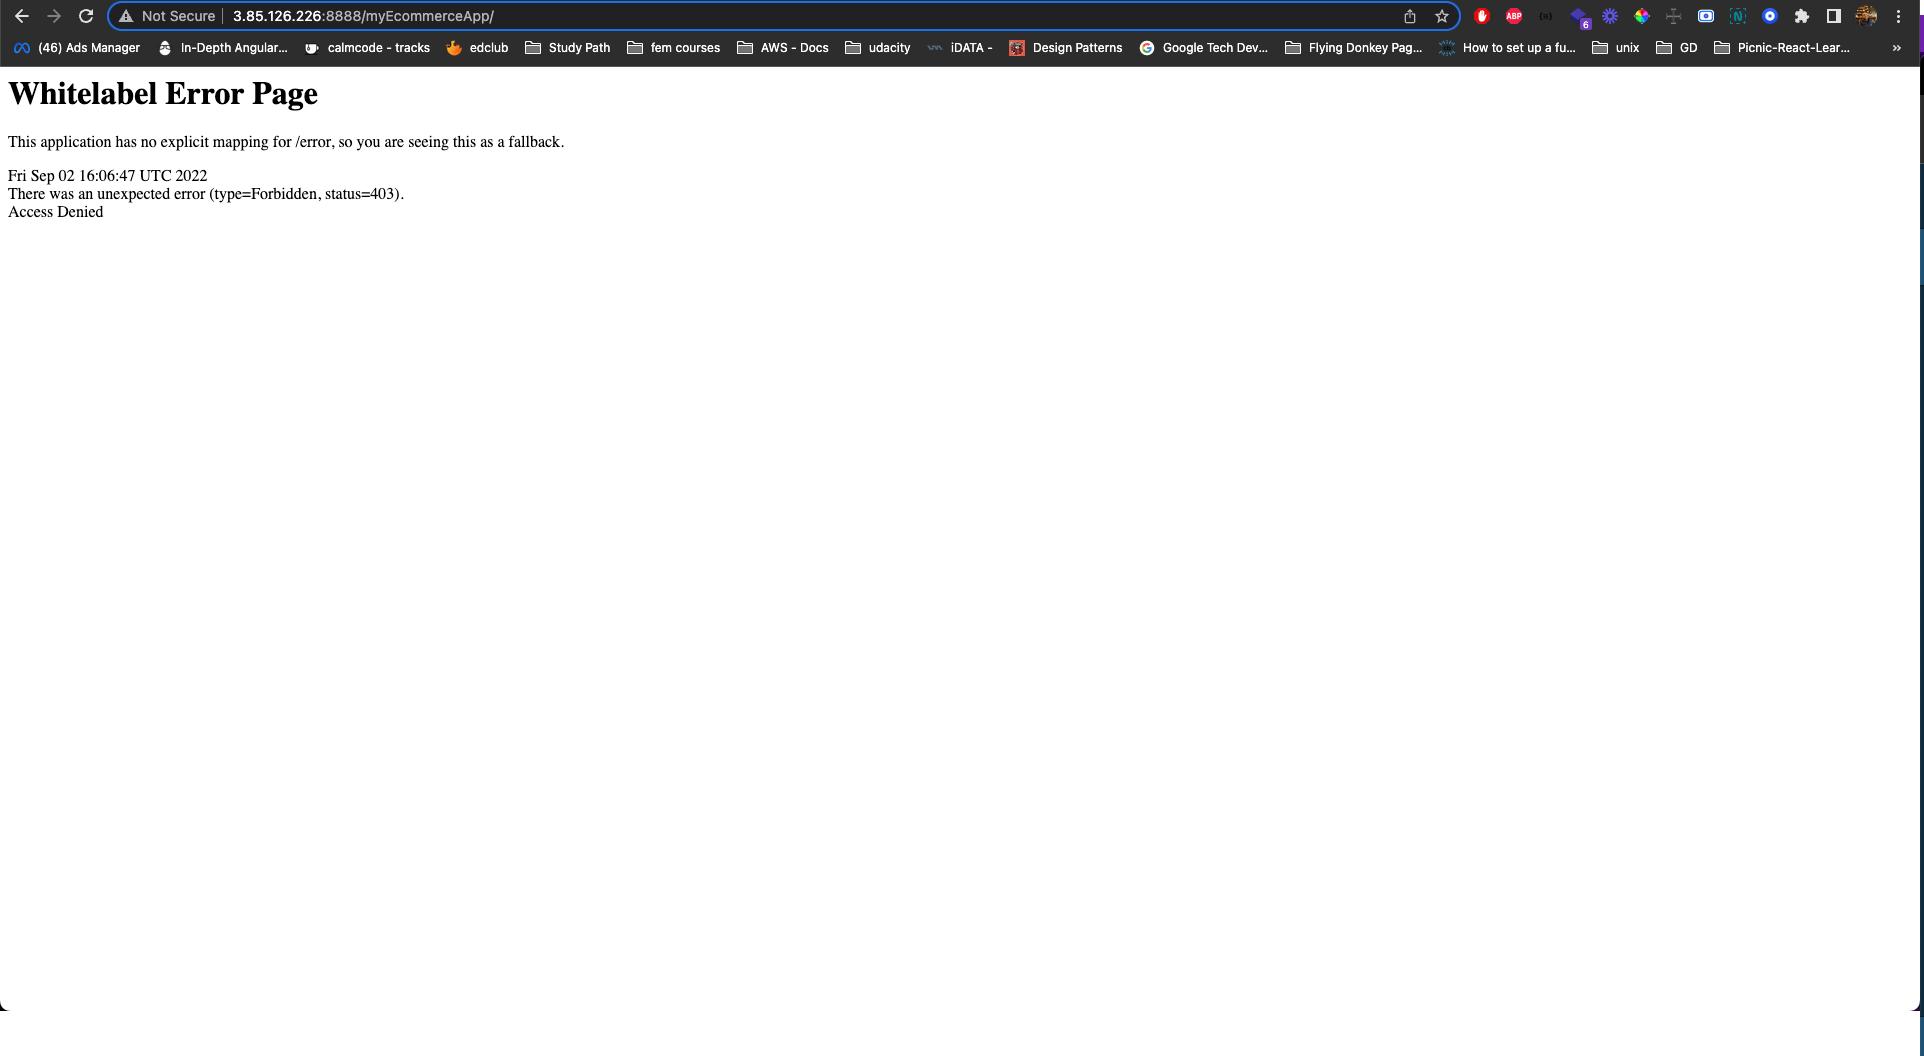 Not Secure 3.85.126.226:8888/myEcommerceApp/
ABP
6
(46) Ads Manager In-Depth Angular... calmcode - tracks edclub Study Path fem courses AWS - Docs udacity iDATA - Design Patterns Google Tech Dev... Flying Donkey Pag... How to set up a fu... unix GD Picnic-React-Lear... »
Whitelabel Error Page
This application has no explicit mapping for /error, so you are seeing this as a fallback.
Fri Sep 02 16:06:47 UTC 2022
There was an unexpected error (type=Forbidden, status=403).
Access Denied